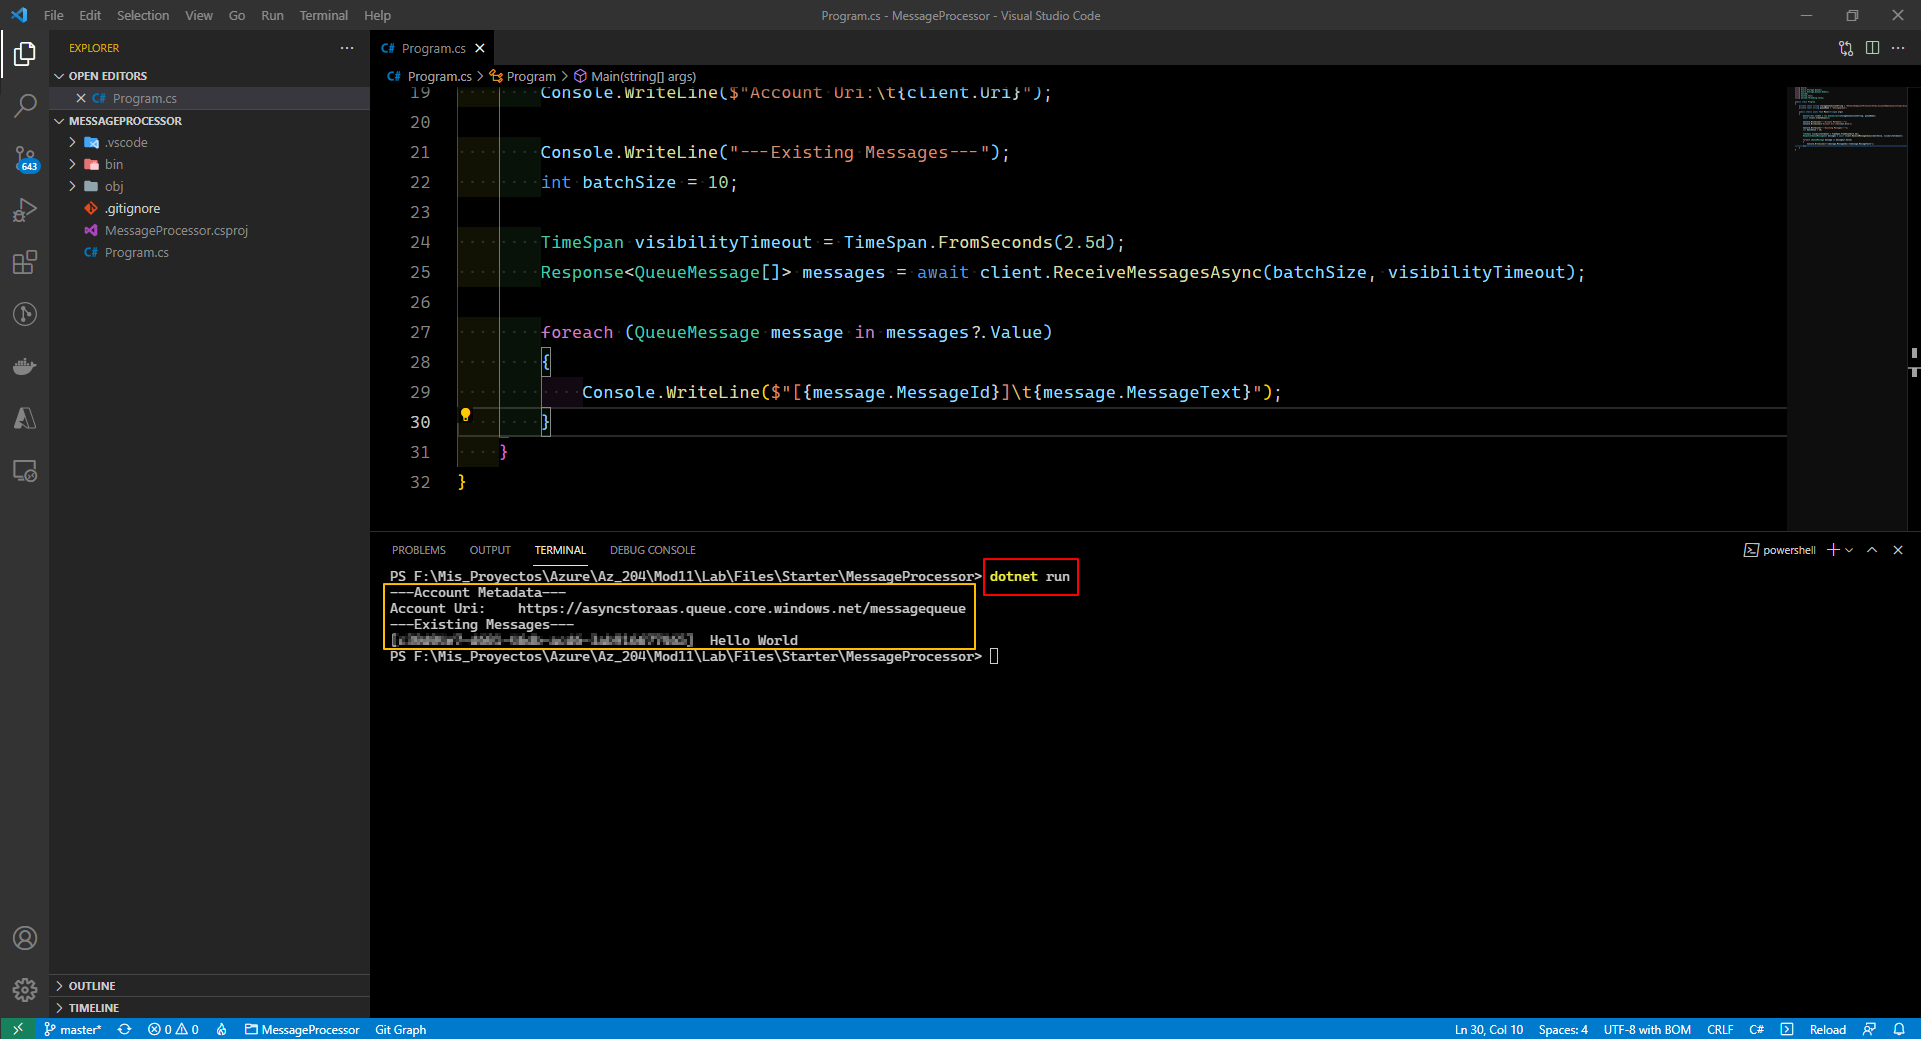 File Edit Selection View Go Run Terminal Help
Program.cs - MessageProcessor - Visual Studio Code
EXPLORER
OPEN EDITORS
C# Program.cs
MESSAGEPROCESSOR
.vscode
bin
obj
.gitignore
MessageProcessor.csproj
C# Program.cs
OUTLINE
TIMELINE
643
C# Program.cs
C# Program.cs > Program > Main(string[] args)
19 Console.WriteLine($"Account Uri:\t{client.Uri}");
20
21 Console.WriteLine("---Existing Messages---");
22 int batchSize = 10;
23
24 TimeSpan visibilityTimeout = TimeSpan.FromSeconds(2.5d);
25 Response<QueueMessage[]> messages = await client.ReceiveMessagesAsync(batchSize, visibilityTimeout);
26
27 foreach (QueueMessage message in messages?.Value)
28 {
29 Console.WriteLine($"[{message.MessageId}]\t{message.MessageText}");
30 }
31 }
32 }
PROBLEMS OUTPUT TERMINAL DEBUG CONSOLE
powershell
PS F:\Mis_Proyectos\Azure\Az_204\Mod11\Lab\Files\Starter\MessageProcessor> dotnet run
---Account Metadata---
Account Uri: https://asyncstoraas.queue.core.windows.net/messagequeue
---Existing Messages---
[ ] Hello World
PS F:\Mis_Proyectos\Azure\Az_204\Mod11\Lab\Files\Starter\MessageProcessor>
master* 0 0 MessageProcessor Git Graph
Ln 30, Col 10 Spaces: 4 UTF-8 with BOM CRLF C# Reload